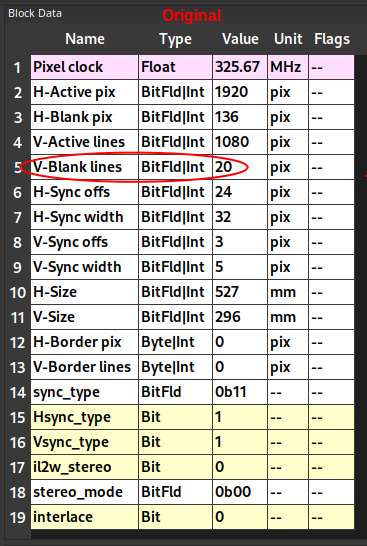 Block Data
Original
Name Type Value Unit Flags
1 Pixel clock Float 325.67 MHz --
2 H-Active pix BitFld|Int 1920 pix --
3 H-Blank pix BitFld|Int 136 pix --
4 V-Active lines BitFld|Int 1080 pix --
5 V-Blank lines BitFld|Int 20 pix --
6 H-Sync offs BitFld|Int 24 pix --
7 H-Sync width BitFld|Int 32 pix --
8 V-Sync offs BitFld|Int 3 pix --
9 V-Sync width BitFld|Int 5 pix --
10 H-Size BitFld|Int 527 mm --
11 V-Size BitFld|Int 296 mm --
12 H-Border pix Byte|Int 0 pix --
13 V-Border lines Byte|Int 0 pix --
14 sync_type BitFld 0b11 -- --
15 Hsync_type Bit 1 -- --
16 Vsync_type Bit 1 -- --
17 il2w_stereo Bit 0 -- --
18 stereo_mode BitFld 0b00 -- --
19 interlace Bit 0 -- --